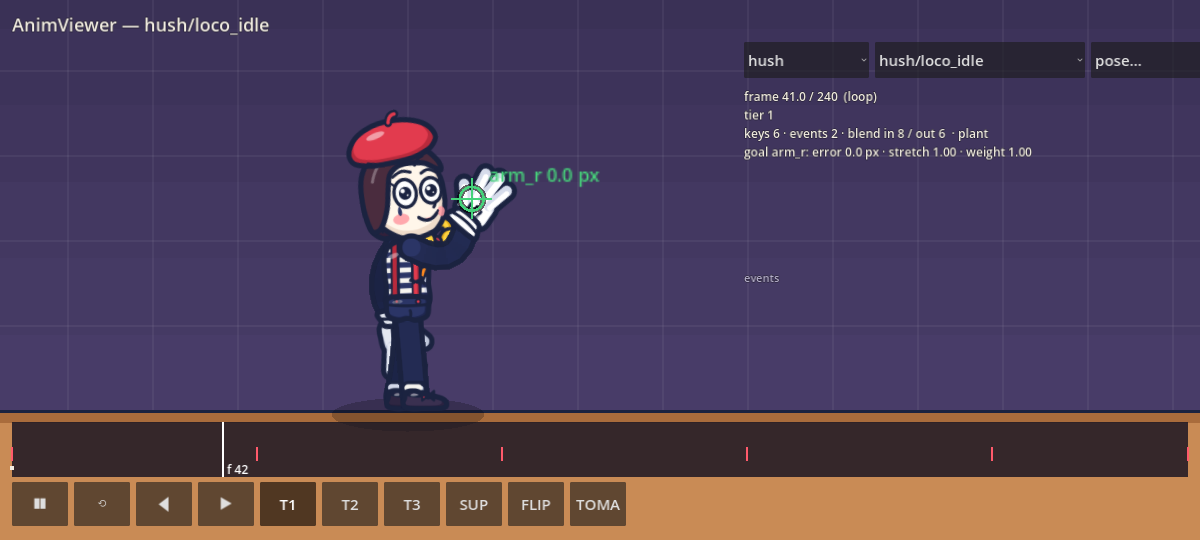 AnimViewer — hush/loco_idle
hush
hush/loco_idle
pose...
frame 41.0 / 240 (loop)
tier 1
keys 6 · events 2 · blend in 8 / out 6 · plant
goal arm_r: error 0.0 px · stretch 1.00 · weight 1.00
arm_r 0.0 px
events
f 42
T1
T2
T3
SUP
FLIP
TOMA